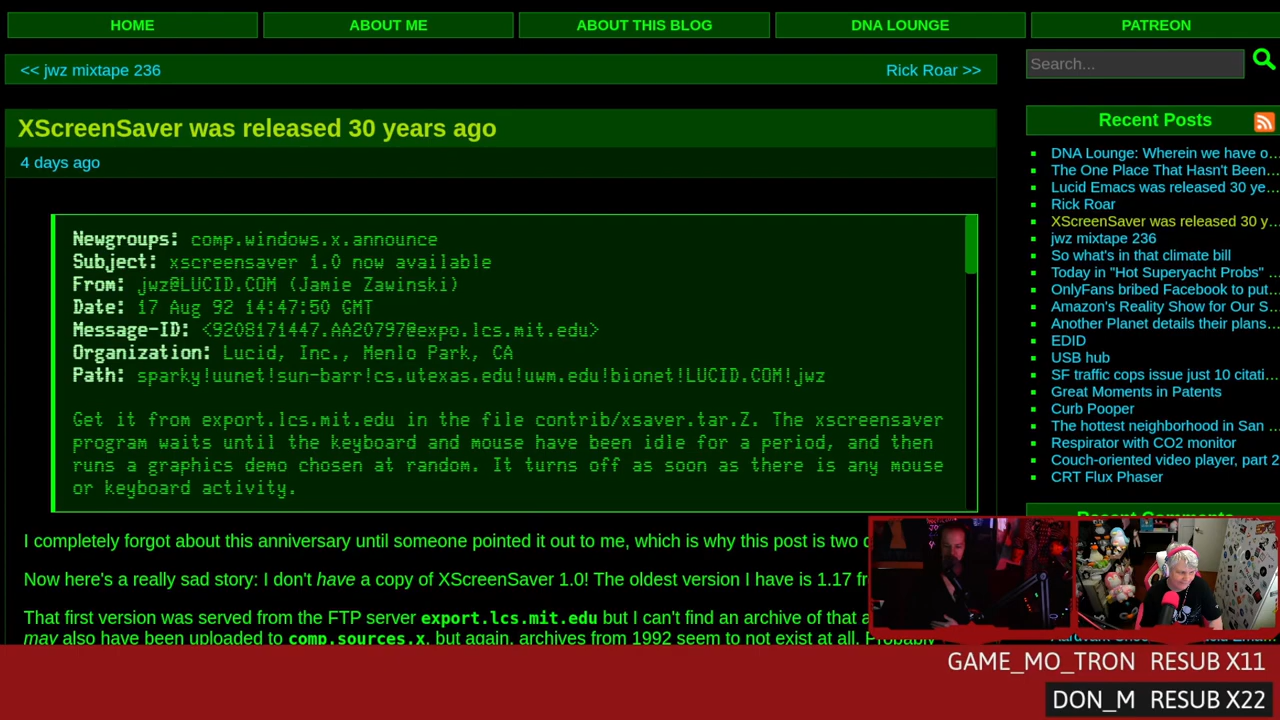 HOME
ABOUT ME
ABOUT THIS BLOG
DNA LOUNGE
PATREON
<< jwz mixtape 236
Rick Roar >>
Search...
XScreenSaver was released 30 years ago
4 days ago
Newgroups: comp.windows.x.announce
Subject: xscreensaver 1.0 now available
From: jwz@LUCID.COM (Jamie Zawinski)
Date: 17 Aug 92 14:47:50 GMT
Message-ID: <9208171447.AA20797@expo.lcs.mit.edu>
Organization: Lucid, Inc., Menlo Park, CA
Path: sparky!uunet!sun-barr!cs.utexas.edu!uwm.edu!bionet!LUCID.COM!jwz
Get it from export.lcs.mit.edu in the file contrib/xsaver.tar.Z. The xscreensaver
program waits until the keyboard and mouse have been idle for a period, and then
runs a graphics demo chosen at random. It turns off as soon as there is any mouse
or keyboard activity.
I completely forgot about this anniversary until someone pointed it out to me, which is why this post is two
Now here's a really sad story: I don't have a copy of XScreenSaver 1.0! The oldest version I have is 1.17
That first version was served from the FTP server export.lcs.mit.edu but I can't find an archive of that
may also have been uploaded to comp.sources.x, but again, archives from 1992 seem to not exist at all. Probably
Recent Posts
DNA Lounge: Wherein we have o...
The One Place That Hasn't Been...
Lucid Emacs was released 30 ye...
Rick Roar
XScreenSaver was released 30 y...
jwz mixtape 236
So what's in that climate bill
Today in "Hot Superyacht Probs" ...
OnlyFans bribed Facebook to put...
Amazon's Reality Show for Our S...
Another Planet details their plans...
EDID
USB hub
SF traffic cops issue just 10 citati...
Great Moments in Patents
Curb Pooper
The hottest neighborhood in San ...
Respirator with CO2 monitor
Couch-oriented video player, part 2
CRT Flux Phaser
Recent Comments
GAME_MO_TRON RESUB X11
DON_M RESUB X22